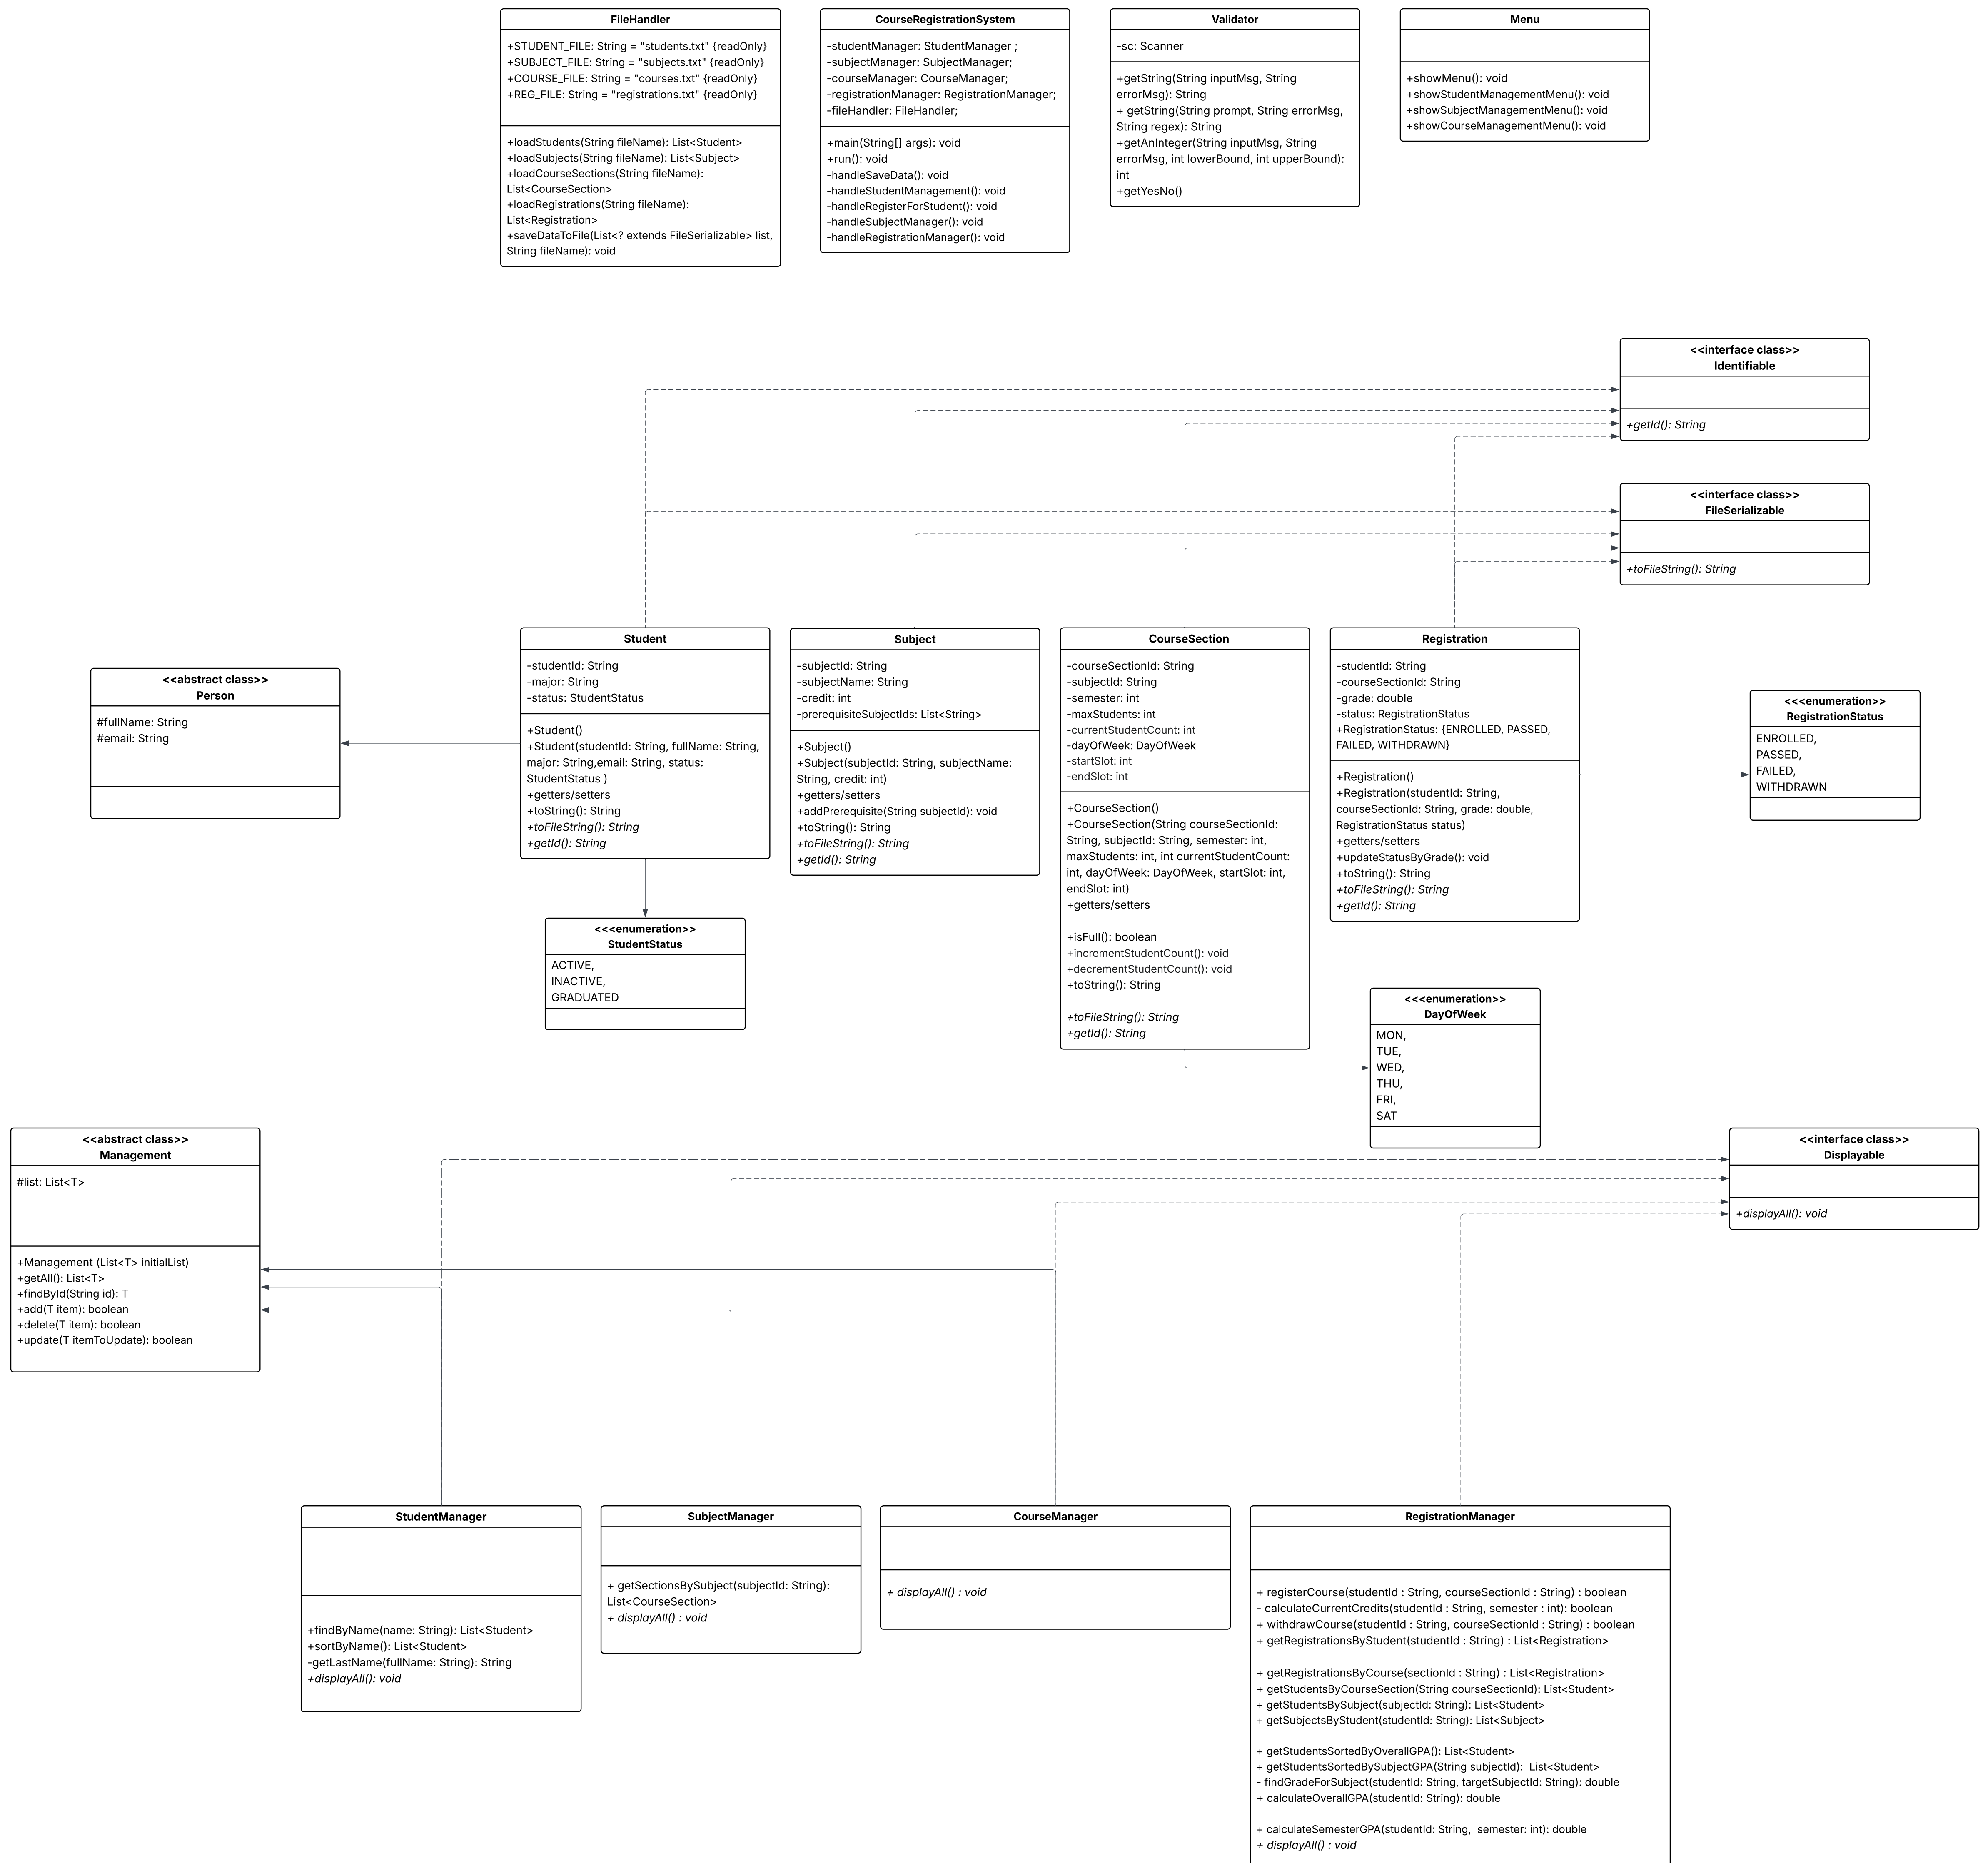 FileHandler
+STUDENT_FILE: String = "students.txt" {readOnly}
+SUBJECT_FILE: String = "subjects.txt" {readOnly}
+COURSE_FILE: String = "courses.txt" {readOnly}
+REG_FILE: String = "registrations.txt" {readOnly}
+loadStudents(String fileName): List<Student>
+loadSubjects(String fileName): List<Subject>
+loadCourseSections(String fileName):
List<CourseSection>
+loadRegistrations(String fileName):
List<Registration>
+saveDataToFile(List<? extends FileSerializable> list,
String fileName): void
CourseRegistrationSystem
-studentManager: StudentManager ;
-subjectManager: SubjectManager;
-courseManager: CourseManager;
-registrationManager: RegistrationManager;
-fileHandler: FileHandler;
+main(String[] args): void
+run(): void
-handleSaveData(): void
-handleStudentManagement(): void
-handleRegisterForStudent(): void
-handleSubjectManager(): void
-handleRegistrationManager(): void
Validator
-sc: Scanner
+getString(String inputMsg, String
errorMsg): String
+ getString(String prompt, String errorMsg,
String regex): String
+getAnInteger(String inputMsg, String
errorMsg, int lowerBound, int upperBound):
int
+getYesNo()
Menu
+showMenu(): void
+showStudentManagementMenu(): void
+showSubjectManagementMenu(): void
+showCourseManagementMenu(): void
<<interface class>>
Identifiable
+getId(): String
<<interface class>>
FileSerializable
+toFileString(): String
<<abstract class>>
Person
#fullName: String
#email: String
Student
-studentId: String
-major: String
-status: StudentStatus
+Student()
+Student(studentId: String, fullName: String,
major: String,email: String, status:
StudentStatus )
+getters/setters
+toString(): String
+toFileString(): String
+getId(): String
Subject
-subjectId: String
-subjectName: String
-credit: int
-prerequisiteSubjectIds: List<String>
+Subject()
+Subject(subjectId: String, subjectName:
String, credit: int)
+getters/setters
+addPrerequisite(String subjectId): void
+toString(): String
+toFileString(): String
+getId(): String
CourseSection
-courseSectionId: String
-subjectId: String
-semester: int
-maxStudents: int
-currentStudentCount: int
-dayOfWeek: DayOfWeek
-startSlot: int
-endSlot: int
+CourseSection()
+CourseSection(String courseSectionId:
String, subjectId: String, semester: int,
maxStudents: int, int currentStudentCount:
int, dayOfWeek: DayOfWeek, startSlot: int,
endSlot: int)
+getters/setters
+isFull(): boolean
+incrementStudentCount(): void
+decrementStudentCount(): void
+toString(): String
+toFileString(): String
+getId(): String
Registration
-studentId: String
-courseSectionId: String
-grade: double
-status: RegistrationStatus
+RegistrationStatus: {ENROLLED, PASSED,
FAILED, WITHDRAWN}
+Registration()
+Registration(studentId: String,
courseSectionId: String, grade: double,
RegistrationStatus status)
+getters/setters
+updateStatusByGrade(): void
+toString(): String
+toFileString(): String
+getId(): String
<<<enumeration>>
RegistrationStatus
ENROLLED,
PASSED,
FAILED,
WITHDRAWN
<<<enumeration>>
StudentStatus
ACTIVE,
INACTIVE,
GRADUATED
<<<enumeration>>
DayOfWeek
MON,
TUE,
WED,
THU,
FRI,
SAT
<<abstract class>>
Management
#list: List<T>
+Management (List<T> initialList)
+getAll(): List<T>
+findById(String id): T
+add(T item): boolean
+delete(T item): boolean
+update(T itemToUpdate): boolean
<<interface class>>
Displayable
+displayAll(): void
StudentManager
+findByName(name: String): List<Student>
+sortByName(): List<Student>
-getLastName(fullName: String): String
+displayAll(): void
SubjectManager
+ getSectionsBySubject(subjectId: String):
List<CourseSection>
+ displayAll() : void
CourseManager
+ displayAll() : void
RegistrationManager
+ registerCourse(studentId : String, courseSectionId : String) : boolean
- calculateCurrentCredits(studentId : String, semester : int): boolean
+ withdrawCourse(studentId : String, courseSectionId : String) : boolean
+ getRegistrationsByStudent(studentId : String) : List<Registration>
+ getRegistrationsByCourse(sectionId : String) : List<Registration>
+ getStudentsByCourseSection(String courseSectionId): List<Student>
+ getStudentsBySubject(subjectId: String): List<Student>
+ getSubjectsByStudent(studentId: String): List<Subject>
+ getStudentsSortedByOverallGPA(): List<Student>
+ getStudentsSortedBySubjectGPA(String subjectId): List<Student>
- findGradeForSubject(studentId: String, targetSubjectId: String): double
+ calculateOverallGPA(studentId: String): double
+ calculateSemesterGPA(studentId: String, semester: int): double
+ displayAll() : void